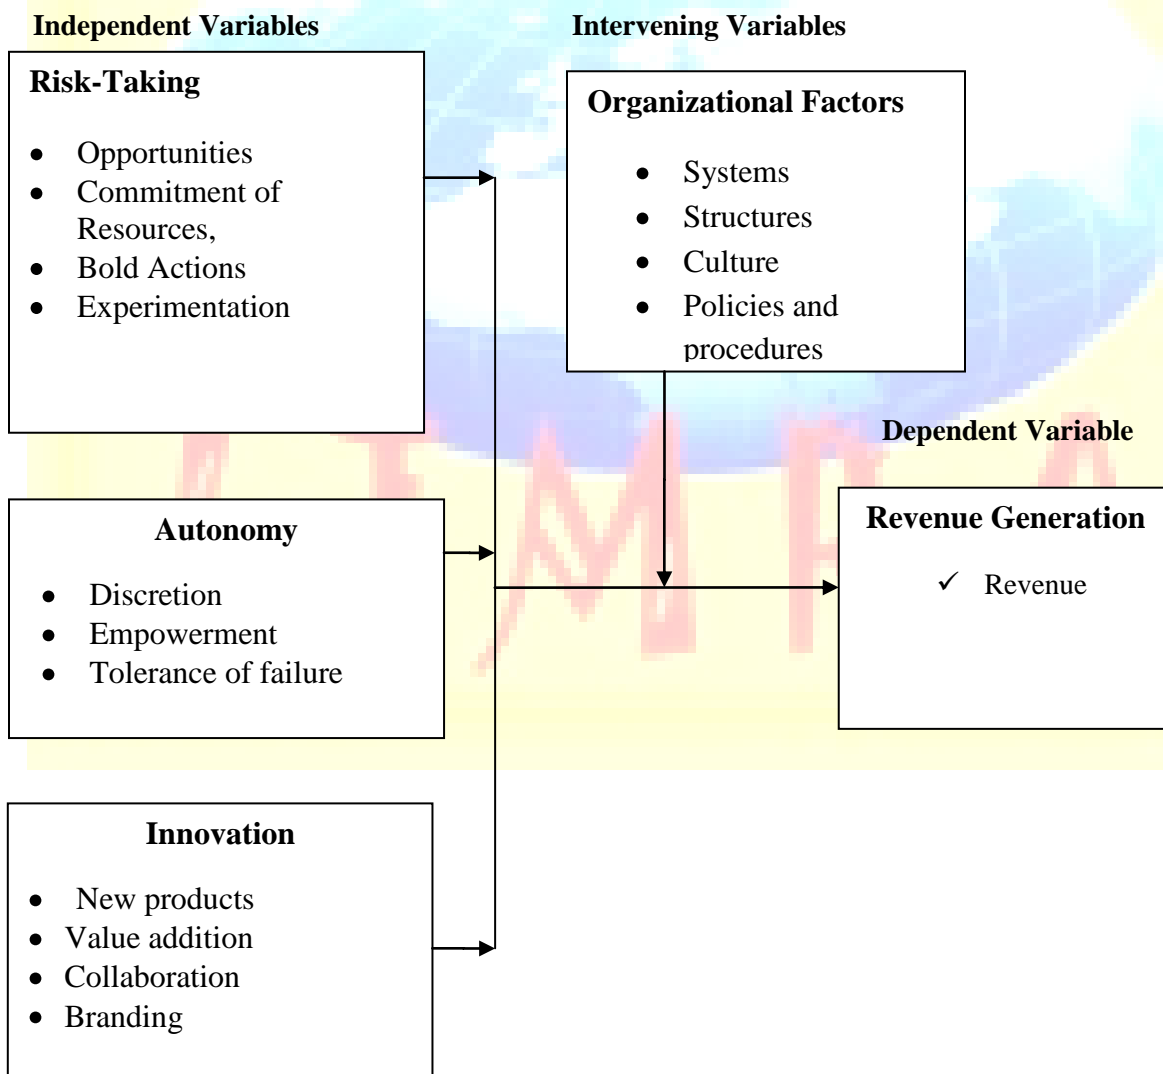 Independent Variables
Intervening Variables
Risk-Taking
• Opportunities
• Commitment of
Resources,
• Bold Actions
• Experimentation
Organizational Factors
• Systems
• Structures
• Culture
• Policies and
procedures
Dependent Variable
Autonomy
• Discretion
• Empowerment
• Tolerance of failure
Revenue Generation
✓ Revenue
Innovation
• New products
• Value addition
• Collaboration
• Branding